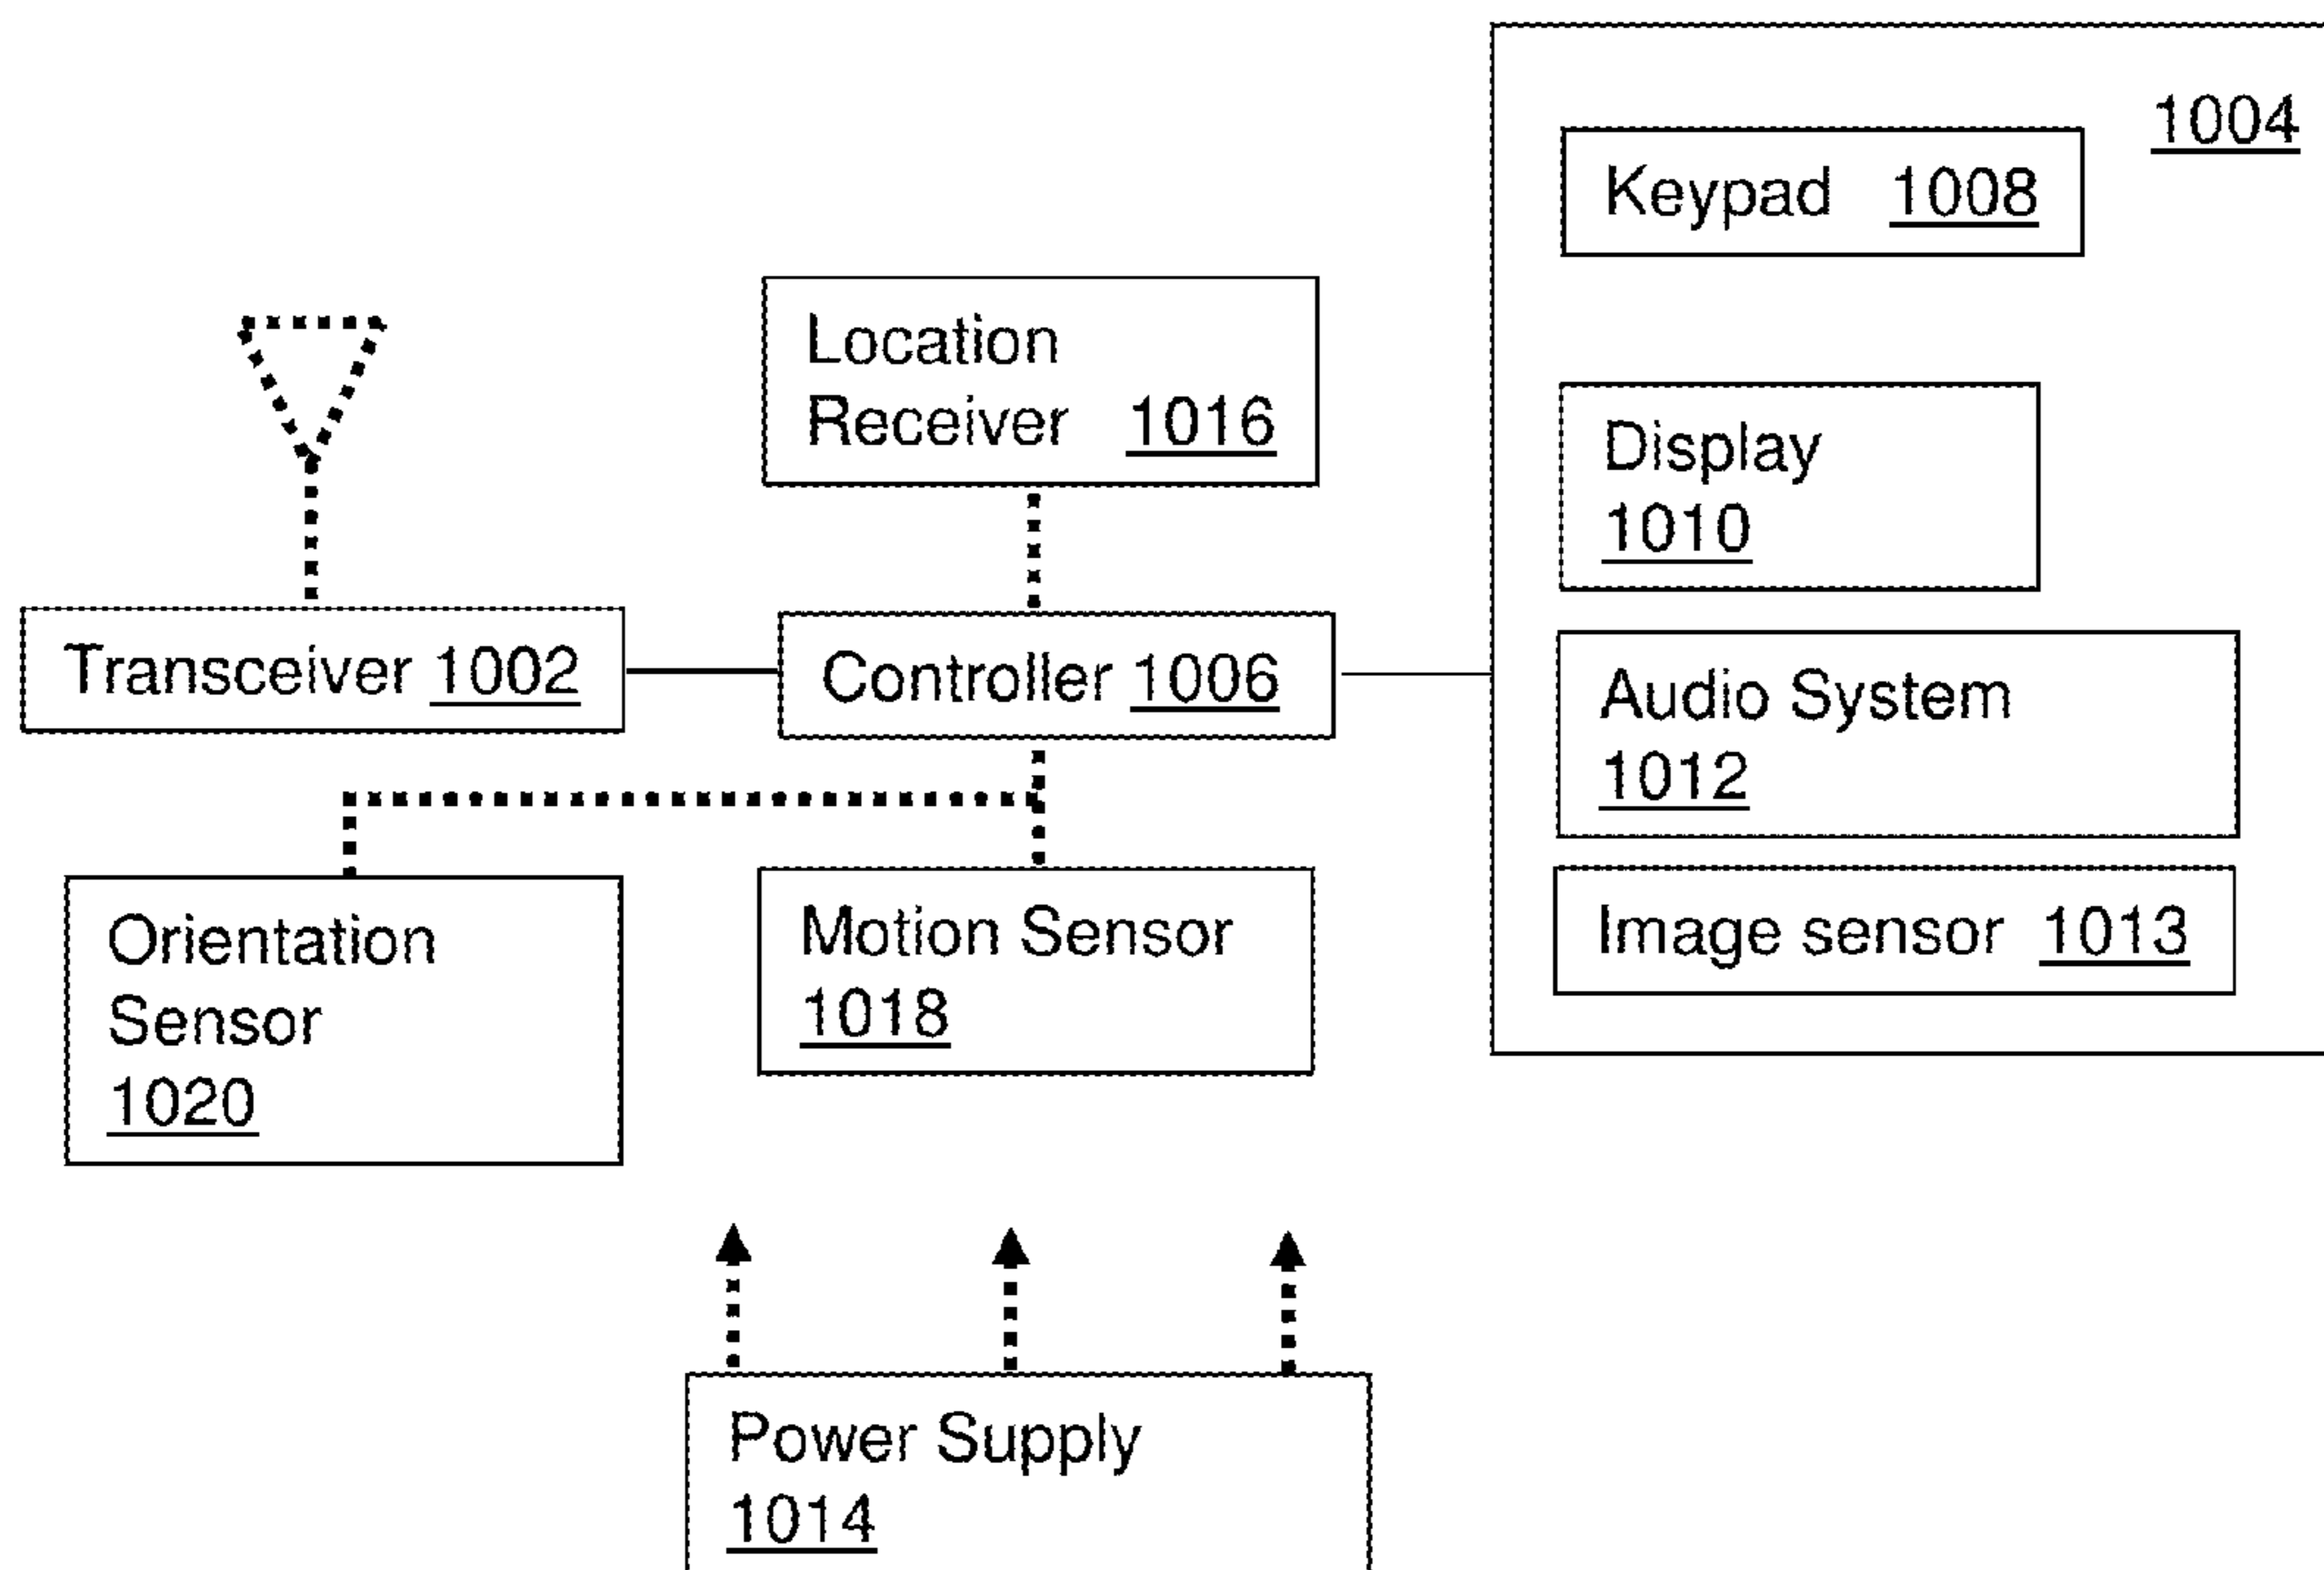 1004
Keypad 1008
Location
Receiver 1016
Display
1010
Transceiver 1002
Controller 1006
Audio System
1012
Orientation
Sensor
1020
Motion Sensor
1018
Image sensor 1013
Power Supply
1014